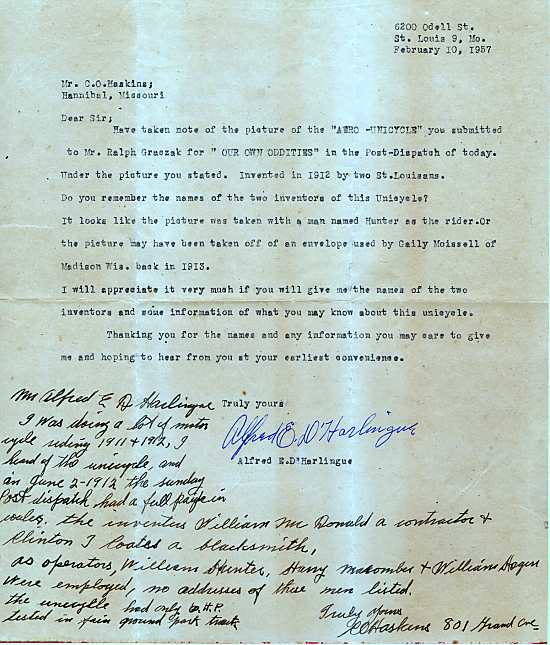 6200 Odell St.
St. Louis 9, Mo.
February 10, 1957
Mr. C.O.Haskins;
Hannibal, Missouri
Dear Sir;
Have taken note of the picture of the "AERO -UNICYCLE" you submitted
to Mr. Ralph Graczak for " OUR OWN ODDITIES" in the Post-Dispatch of today.
Under the picture you stated. Invented in 1912 by two St.Louisans.
Do you remember the names of the two inventors of this Unicycle?
It looks like the picture was taken with a man named Hunter as the rider.Or
the picture may have been taken off of an envelope used by Gaily Moissell of
Madison Wis. back in 1913.
I will appreciate it very much if you will give me the names of the two
inventors and some information of what you may know about this unicycle.
Thanking you for the names and any information you may care to give
me and hoping to hear from you at your earliest convenience.
Truly yours
Alfred E. D'Harlingue
Alfred E.D'Harlingue
Mr Alfred E D Harlingue
I was doing a lot of motor
cycle riding 1911 + 1912, I
heard of the unicycle, and
on June 2-1912 the sunday
Post dispatch had a full page in
the inventors William Mc Donald a contractor +
Clinton T Coates a blacksmith,
as operators, William Hunter, Harry Macomber + William Hagen
were employed, no addresses of these men listed.
the unicycle had only 6 H.P.
tested in fair ground park track
Truly yours
CO Haskins 801 Grand ave-